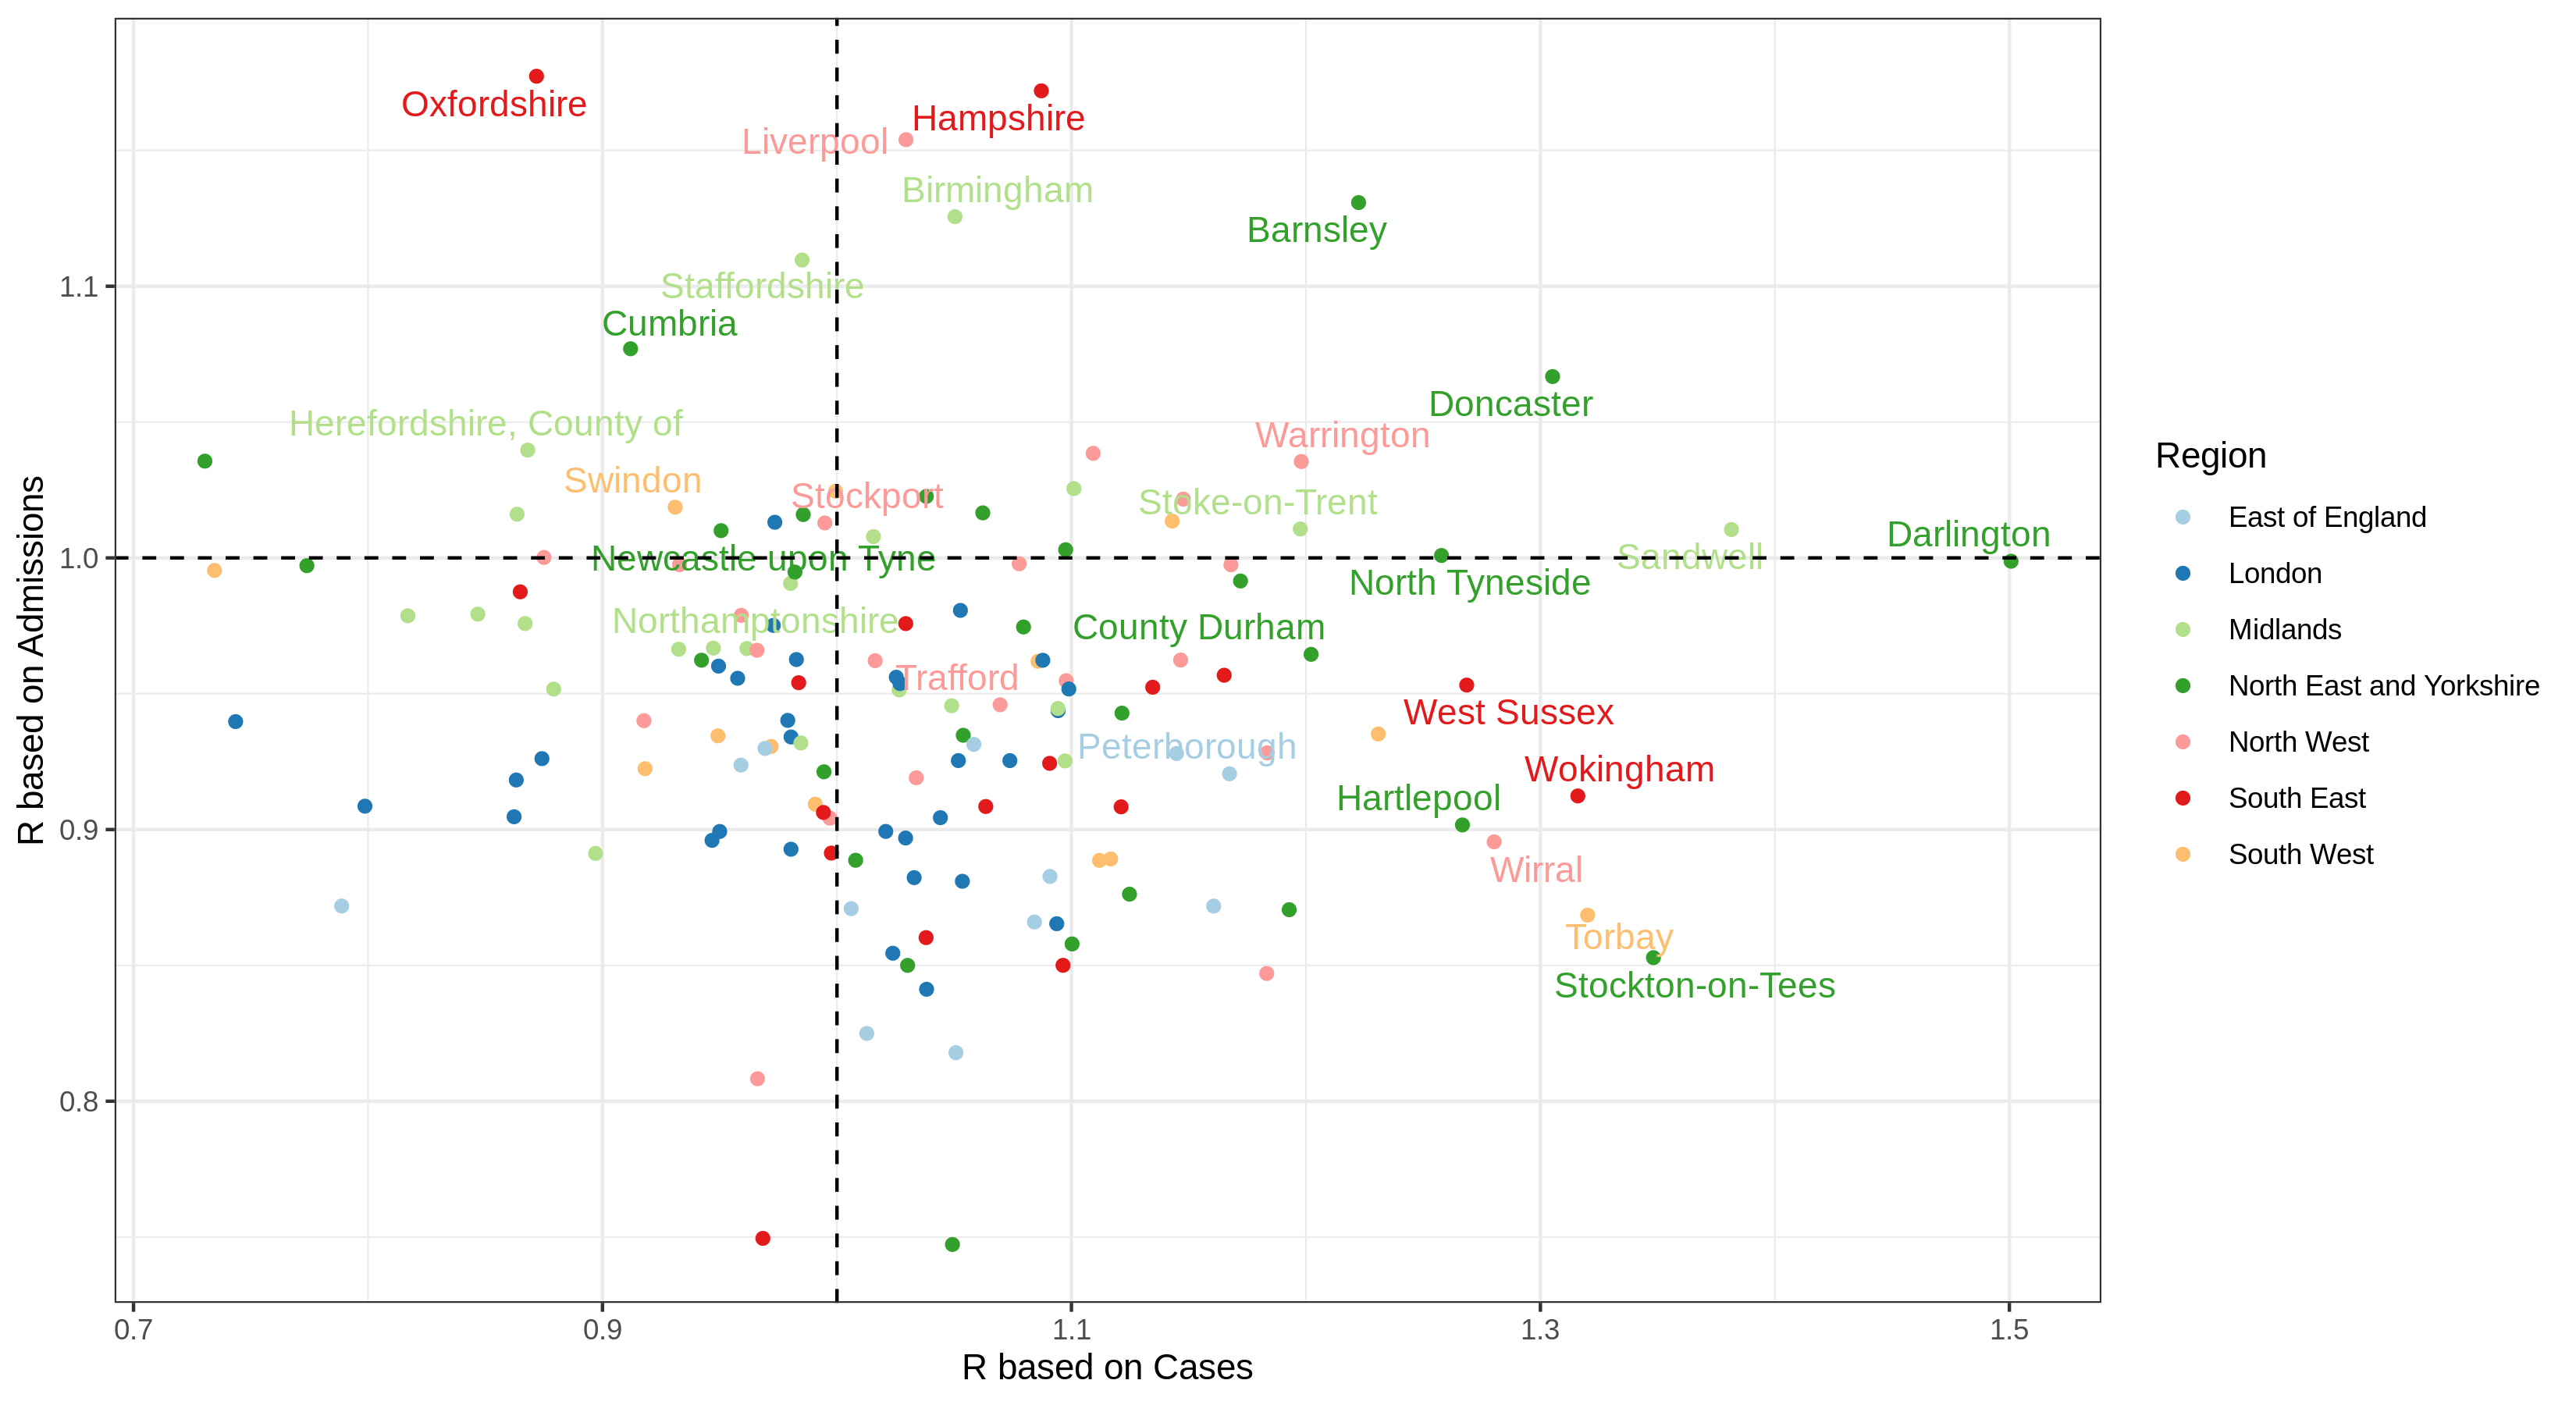 Oxfordshire
Hampshire
Liverpool
Birmingham
Barnsley
Staffordshire
Cumbria
Doncaster
Herefordshire, County of
Warrington
Swindon
Stockport
Stoke-on-Trent
Darlington
Newcastle upon Tyne
Sandwell
North Tyneside
Northamptonshire
County Durham
Trafford
West Sussex
Peterborough
Wokingham
Hartlepool
Wirral
Torbay
Stockton-on-Tees
1.1
1.0
0.9
0.8
R based on Admissions
0.7
0.9
1.1
1.3
1.5
R based on Cases
Region
East of England
London
Midlands
North East and Yorkshire
North West
South East
South West